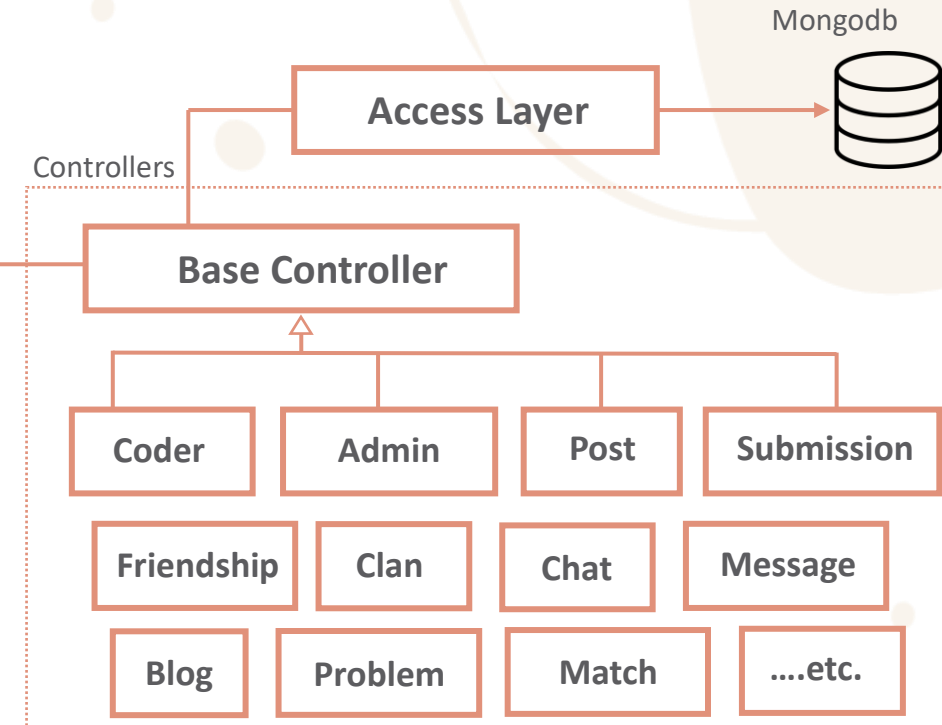 Mongodb
Access Layer
Controllers
Base Controller
Coder
Admin
Post
Submission
Friendship
Clan
Chat
Message
Blog
Problem
Match
....etc.